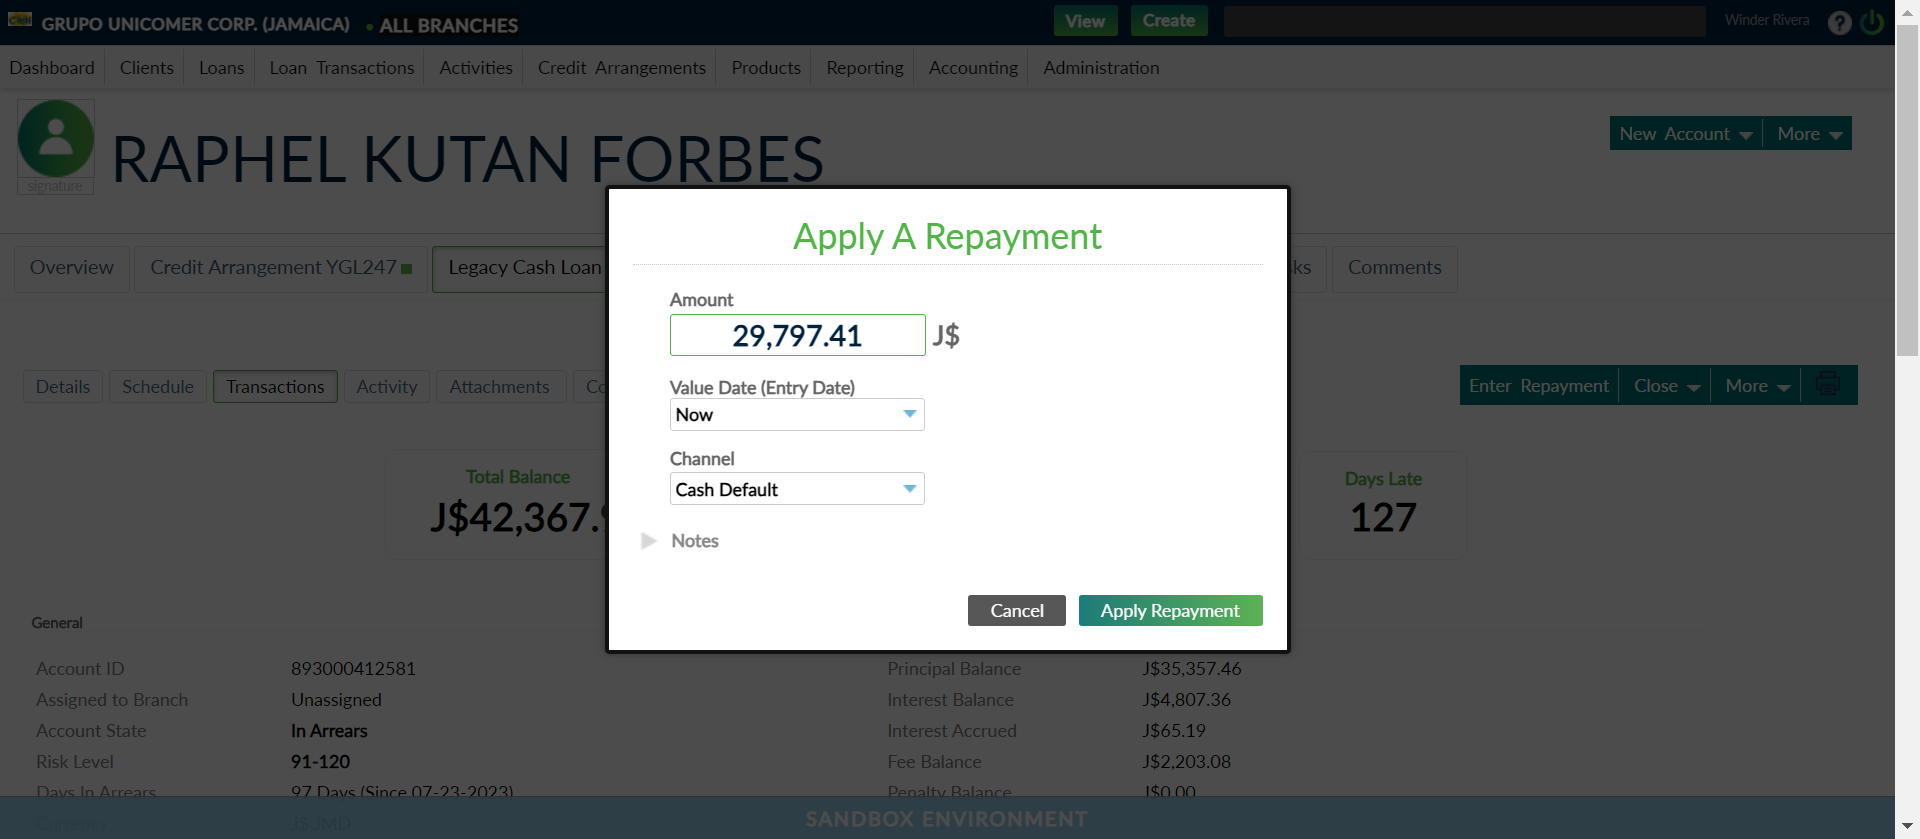 GRUPO UNICOMER CORP. (JAMAICA) ALL BRANCHES View Create Winder Rivera ?
Dashboard Clients Loans Loan Transactions Activities Credit Arrangements Products Reporting Accounting Administration
signature
RAPHEL KUTAN FORBES
New Account More
Overview Credit Arrangement YGL247 Legacy Cash Loan Comments
Details Schedule Transactions Activity Attachments
Enter Repayment Close More
Total Balance
J$42,367.
Days Late
127
Apply A Repayment
Amount
29,797.41 J$
Value Date (Entry Date)
Now
Channel
Cash Default
Notes
Cancel Apply Repayment
General
Account ID 893000412581 Principal Balance J$35,357.46
Assigned to Branch Unassigned Interest Balance J$4,807.36
Account State In Arrears Interest Accrued J$65.19
Risk Level 91-120 Fee Balance J$2,203.08
Days In Arrears 97 Days (Since 07-23-2023) Penalty Balance J$0.00
Currency J$ JMD
SANDBOX ENVIRONMENT